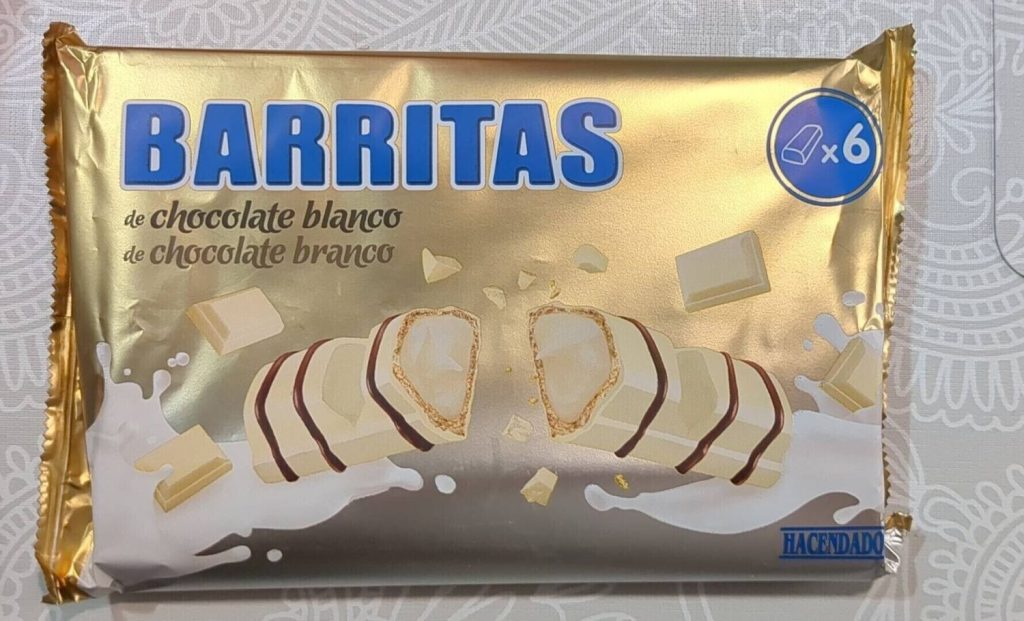 BARRITAS
x6
de chocolate blanco
de chocolate branco
HACENDADO